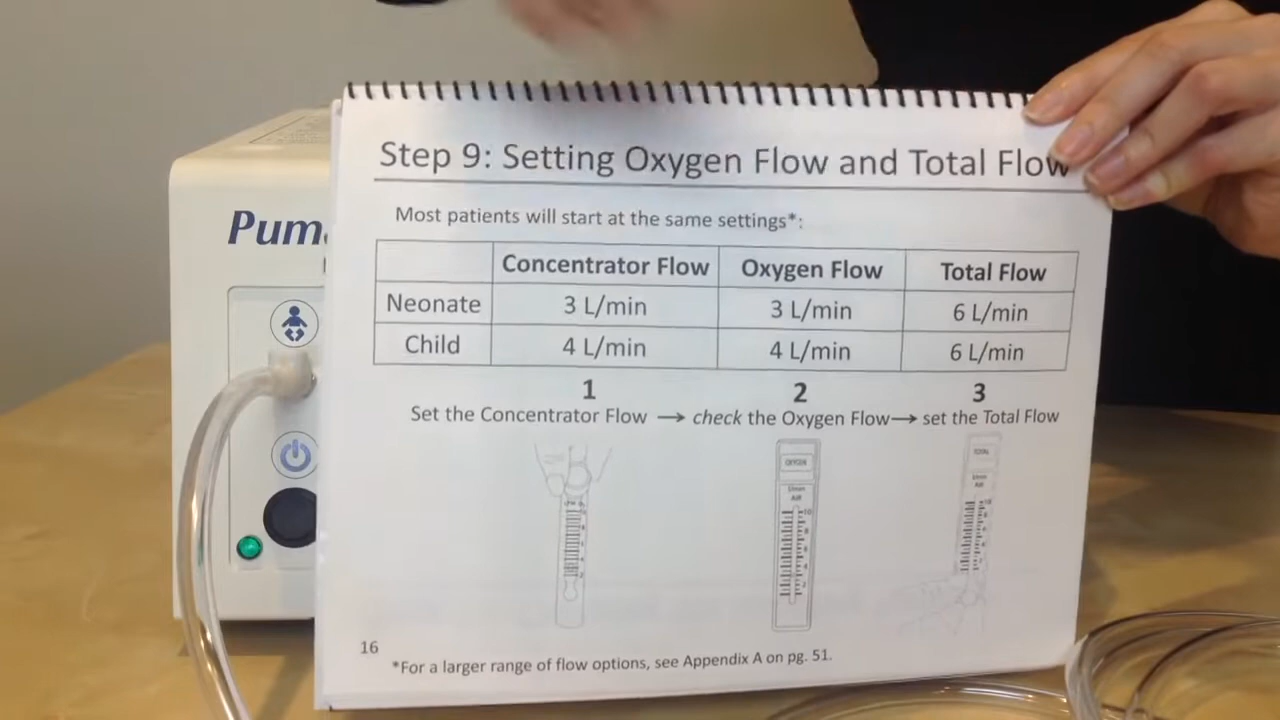 Step 9: Setting Oxygen Flow and Total Flow
Pum
Most patients will start at the same settings*:
Concentrator Flow Oxygen Flow Total Flow
Neonate 3 L/min 3 L/min 6 L/min
Child 4 L/min 4 L/min 6 L/min
1 2 3
Set the Concentrator Flow → check the Oxygen Flow → set the Total Flow
OXYGEN
TOTAL
AIR
AIR
16
*For a larger range of flow options, see Appendix A on pg. 51.